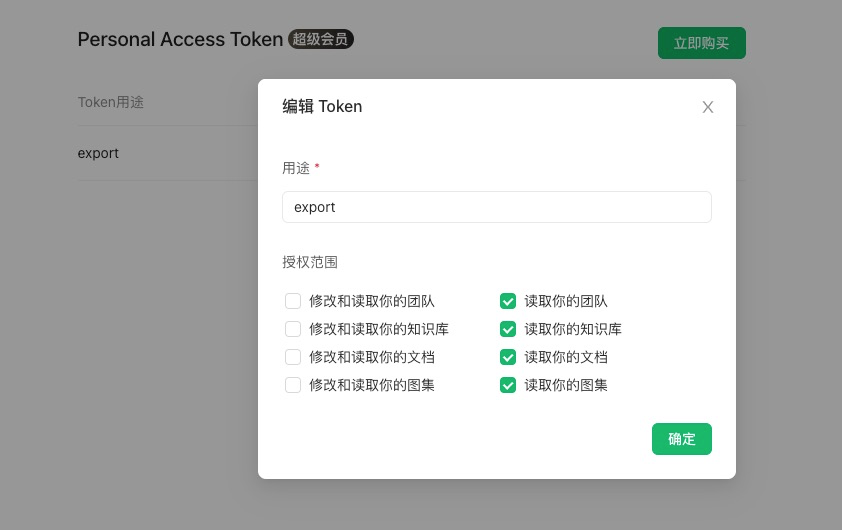 Personal Access Token 超级会员
立即购买
Token用途
export
编辑 Token
用途 *
export
授权范围
修改和读取你的团队 读取你的团队
修改和读取你的知识库 读取你的知识库
修改和读取你的文档 读取你的文档
修改和读取你的图集 读取你的图集
确定